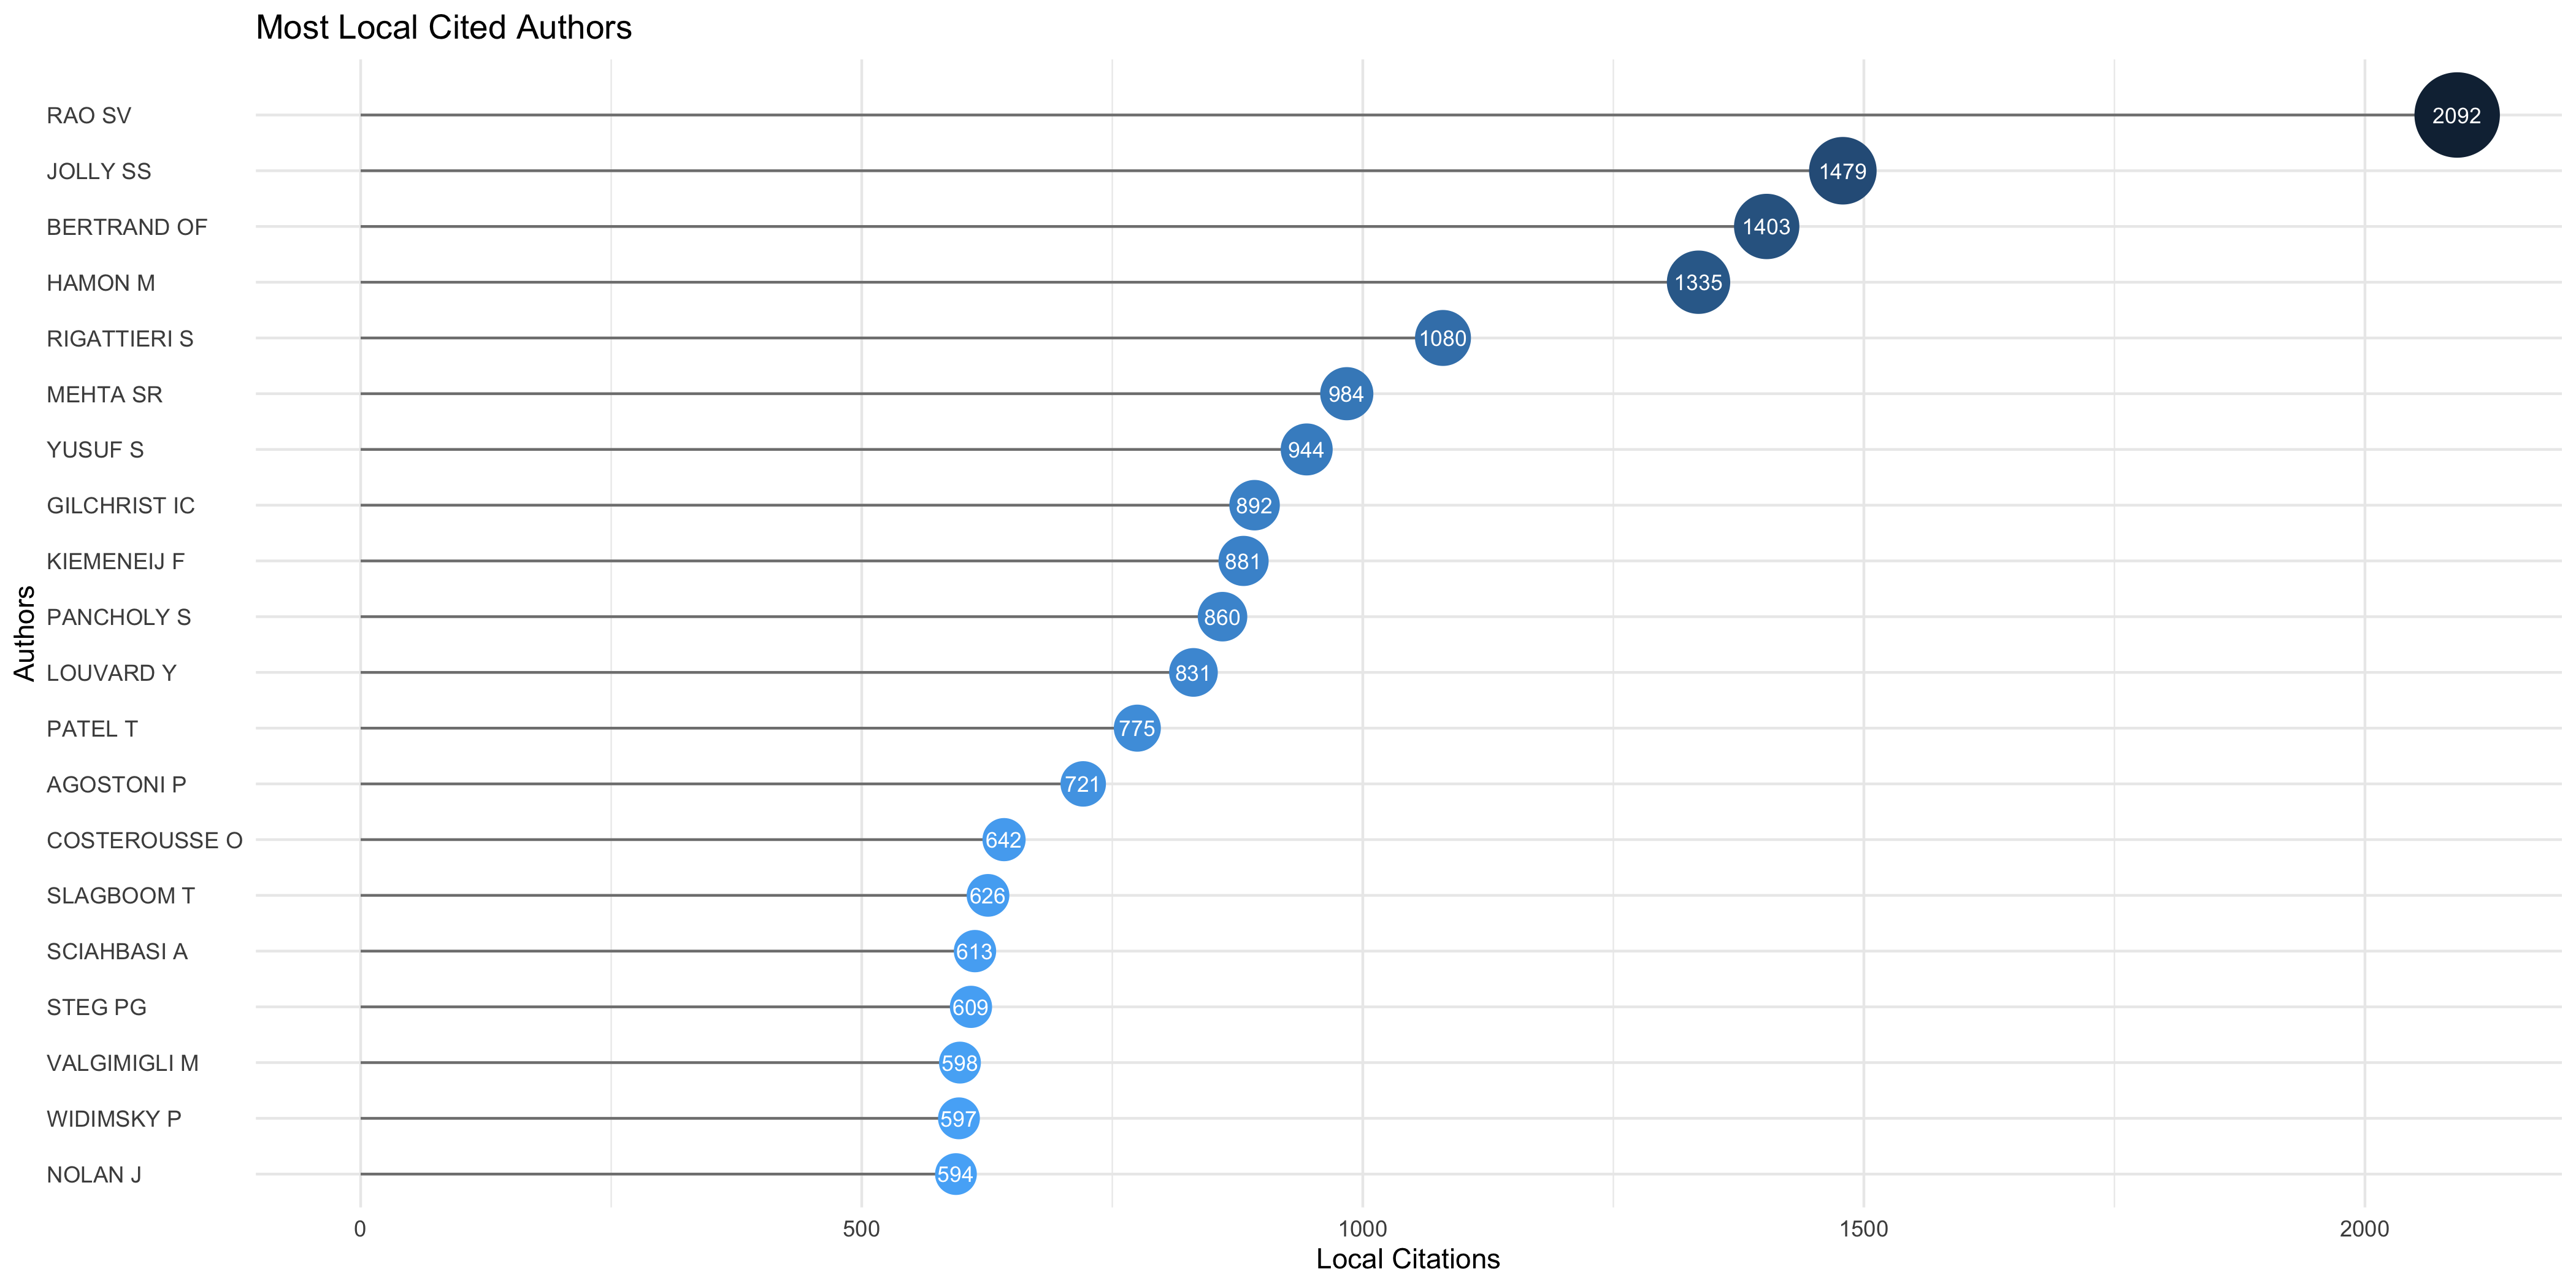 Most Local Cited Authors
RAO SV 2092
JOLLY SS 1479
BERTRAND OF 1403
HAMON M 1335
RIGATTIERI S 1080
MEHTA SR 984
YUSUF S 944
GILCHRIST IC 892
KIEMENEIJ F 881
PANCHOLY S 860
LOUVARD Y 831
PATEL T 775
AGOSTONI P 721
COSTEROUSSE O 642
SLAGBOOM T 626
SCIAHBASI A 613
STEG PG 609
VALGIMIGLI M 598
WIDIMSKY P 597
NOLAN J 594
Authors
0 500 1000 1500 2000
Local Citations